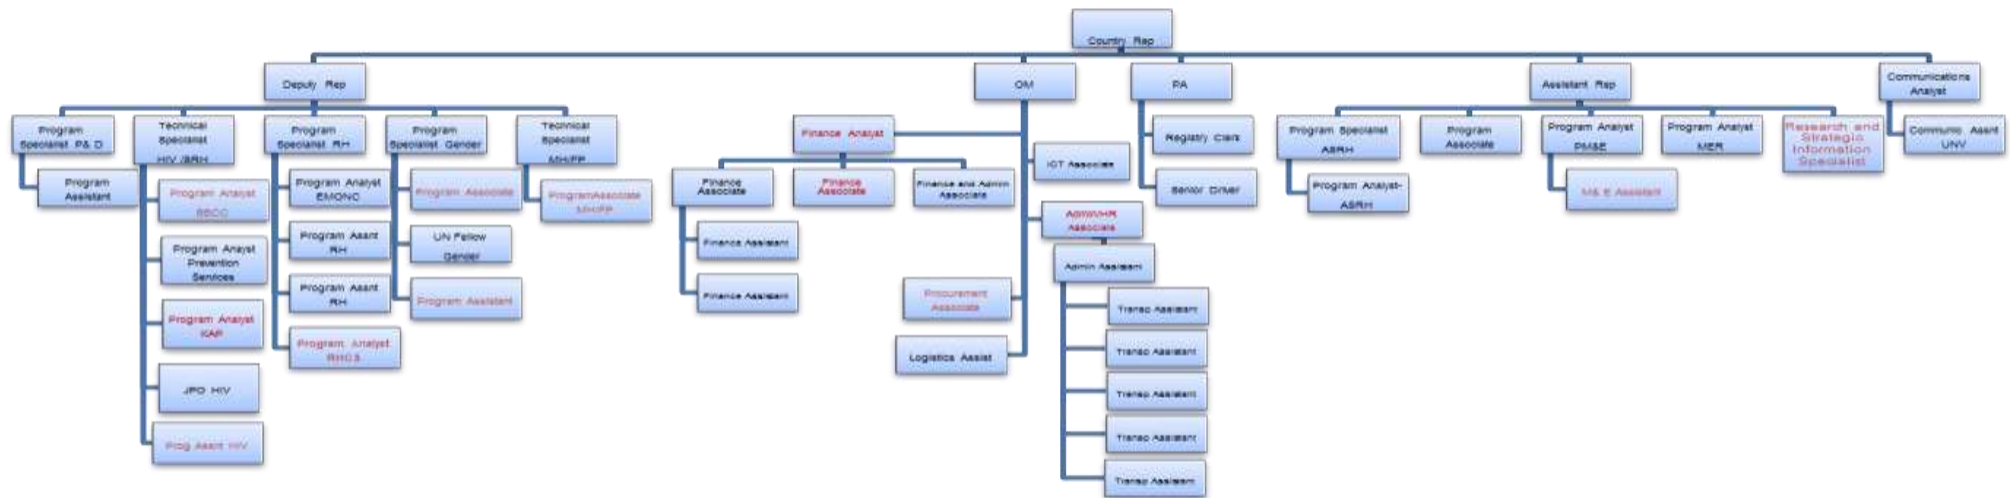 Country Rep
Deputy Rep
OM
PA
Assistant Rep
Communications
Analyst
Program
Specialist P& D
Technical
Specialist
HIV /SRH
Program
Specialist RH
Program
Specialist Gender
Technical
Specialist
MH/FP
Program
Assistant
Program Analyst
BBCC
Program Anayst
Prevention
Services
Program Analyst
KAP
JPO HIV
Prog Assnt HIV
Program Analyst
EMONC
Program Assnt
RH
Program Assnt
RH
Program Analyst
RHCS
Program Associate
UN Fellow
Gender
Program Assistant
ProgramAssociate
MH/FP
Finance Analyst
Finance
Associate
Finance
Associate
Finance and Admin
Associate
Finance Assistant
Finance Assistant
ICT Associate
Admin/HR
Associate
Admin Assistant
Procurement
Associate
Logistics Assist
Transp Assistant
Transp Assistant
Transp Assistant
Transp Assistant
Transp Assistant
Registry Clerk
Senior Driver
Program Specialist
ASRH
Program Analyst-
ASRH
Program
Associate
Program Analyst
PM&E
M& E Assistant
Program Analyst
MER
Research and
Strategic
Information
Specialist
Communic Assnt
UNV